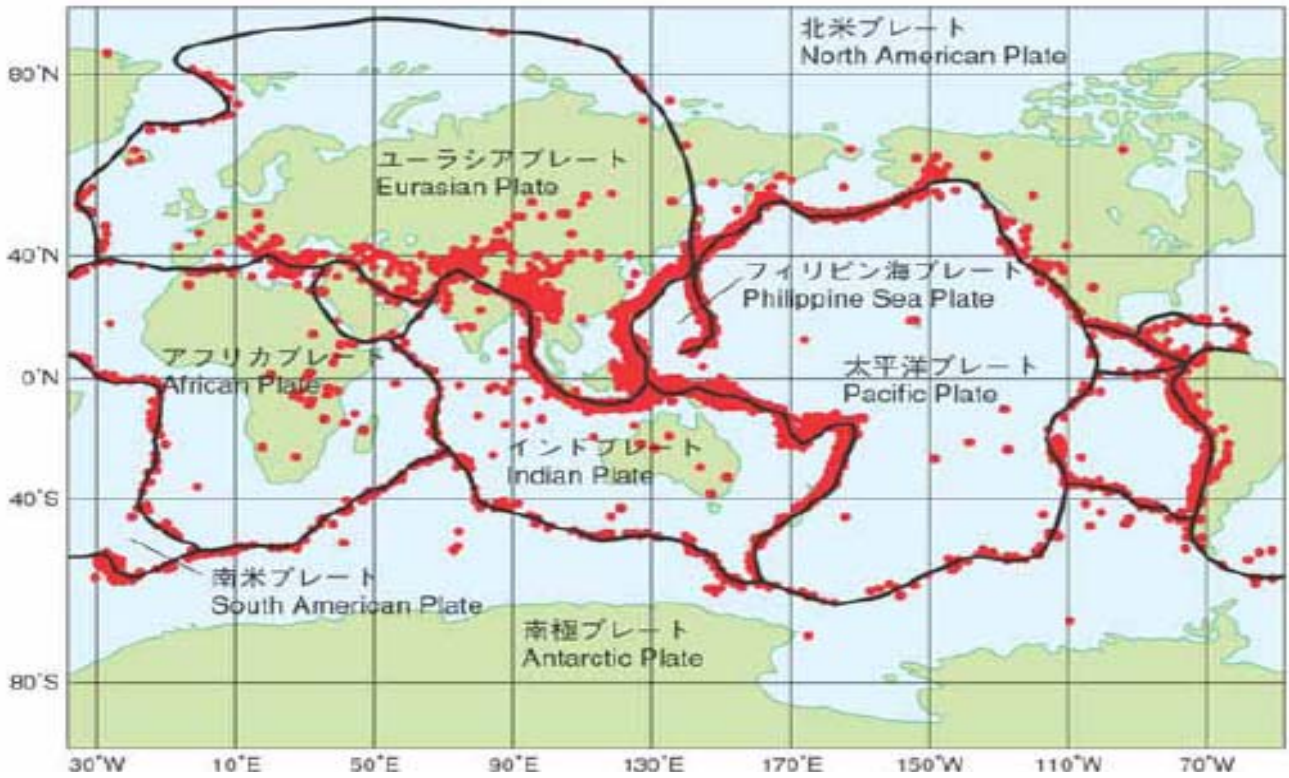 北米プレート
North American Plate
80°N
ユーラシアプレート
Eurasian Plate
40°N
フィリピン海プレート
Philippine Sea Plate
アフリカプレート
African Plate
太平洋プレート
Pacific Plate
0°N
インドプレート
Indian Plate
40°S
南米プレート
South American Plate
南極プレート
Antarctic Plate
80°S
30°W 10°E 50°E 90°E 130°E 170°E 150°W 110°W 70°W